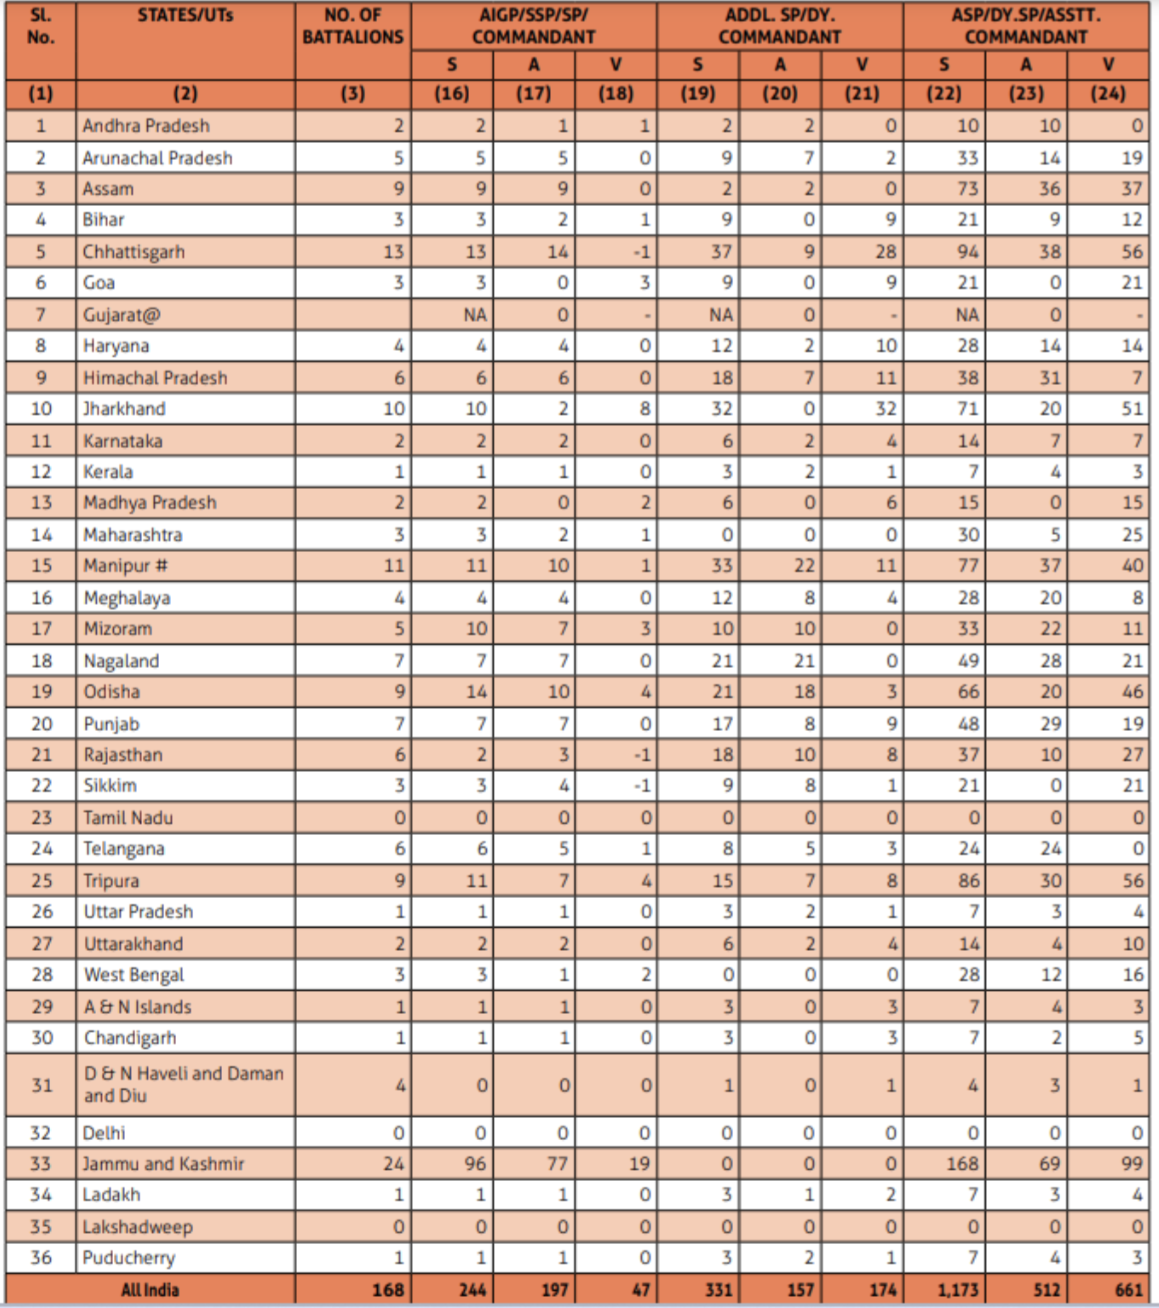 Sl. No. STATES/UTs NO. OF BATTALIONS AIGP/SSP/SP/ COMMANDANT ADDL. SP/DY. COMMANDANT ASP/DY.SP/ASSTT. COMMANDANT
S A V S A V S A V
(1) (2) (3) (16) (17) (18) (19) (20) (21) (22) (23) (24)
1 Andhra Pradesh 2 2 1 1 2 2 0 10 10 0
2 Arunachal Pradesh 5 5 5 0 9 7 2 33 14 19
3 Assam 9 9 9 0 2 2 0 73 36 37
4 Bihar 3 3 2 1 9 0 9 21 9 12
5 Chhattisgarh 13 13 14 -1 37 9 28 94 38 56
6 Goa 3 3 0 3 9 0 9 21 0 21
7 Gujarat@ NA 0 - NA 0 - NA 0 -
8 Haryana 4 4 4 0 12 2 10 28 14 14
9 Himachal Pradesh 6 6 6 0 18 7 11 38 31 7
10 Jharkhand 10 10 2 8 32 0 32 71 20 51
11 Karnataka 2 2 2 0 6 2 4 14 7 7
12 Kerala 1 1 1 0 3 2 1 7 4 3
13 Madhya Pradesh 2 2 0 2 6 0 6 15 0 15
14 Maharashtra 3 3 2 1 0 0 0 30 5 25
15 Manipur # 11 11 10 1 33 22 11 77 37 40
16 Meghalaya 4 4 4 0 12 8 4 28 20 8
17 Mizoram 5 10 7 3 10 10 0 33 22 11
18 Nagaland 7 7 7 0 21 21 0 49 28 21
19 Odisha 9 14 10 4 21 18 3 66 20 46
20 Punjab 7 7 7 0 17 8 9 48 29 19
21 Rajasthan 6 2 3 -1 18 10 8 37 10 27
22 Sikkim 3 3 4 -1 9 8 1 21 0 21
23 Tamil Nadu 0 0 0 0 0 0 0 0 0 0
24 Telangana 6 6 5 1 8 5 3 24 24 0
25 Tripura 9 11 7 4 15 7 8 86 30 56
26 Uttar Pradesh 1 1 1 0 3 2 1 7 3 4
27 Uttarakhand 2 2 2 0 6 2 4 14 4 10
28 West Bengal 3 3 1 2 0 0 0 28 12 16
29 A & N Islands 1 1 1 0 3 0 3 7 4 3
30 Chandigarh 1 1 1 0 3 0 3 7 2 5
31 D & N Haveli and Daman and Diu 4 0 0 0 1 0 1 4 3 1
32 Delhi 0 0 0 0 0 0 0 0 0 0
33 Jammu and Kashmir 24 96 77 19 0 0 0 168 69 99
34 Ladakh 1 1 1 0 3 1 2 7 3 4
35 Lakshadweep 0 0 0 0 0 0 0 0 0 0
36 Puducherry 1 1 1 0 3 2 1 7 4 3
All India 168 244 197 47 331 157 174 1,173 512 661